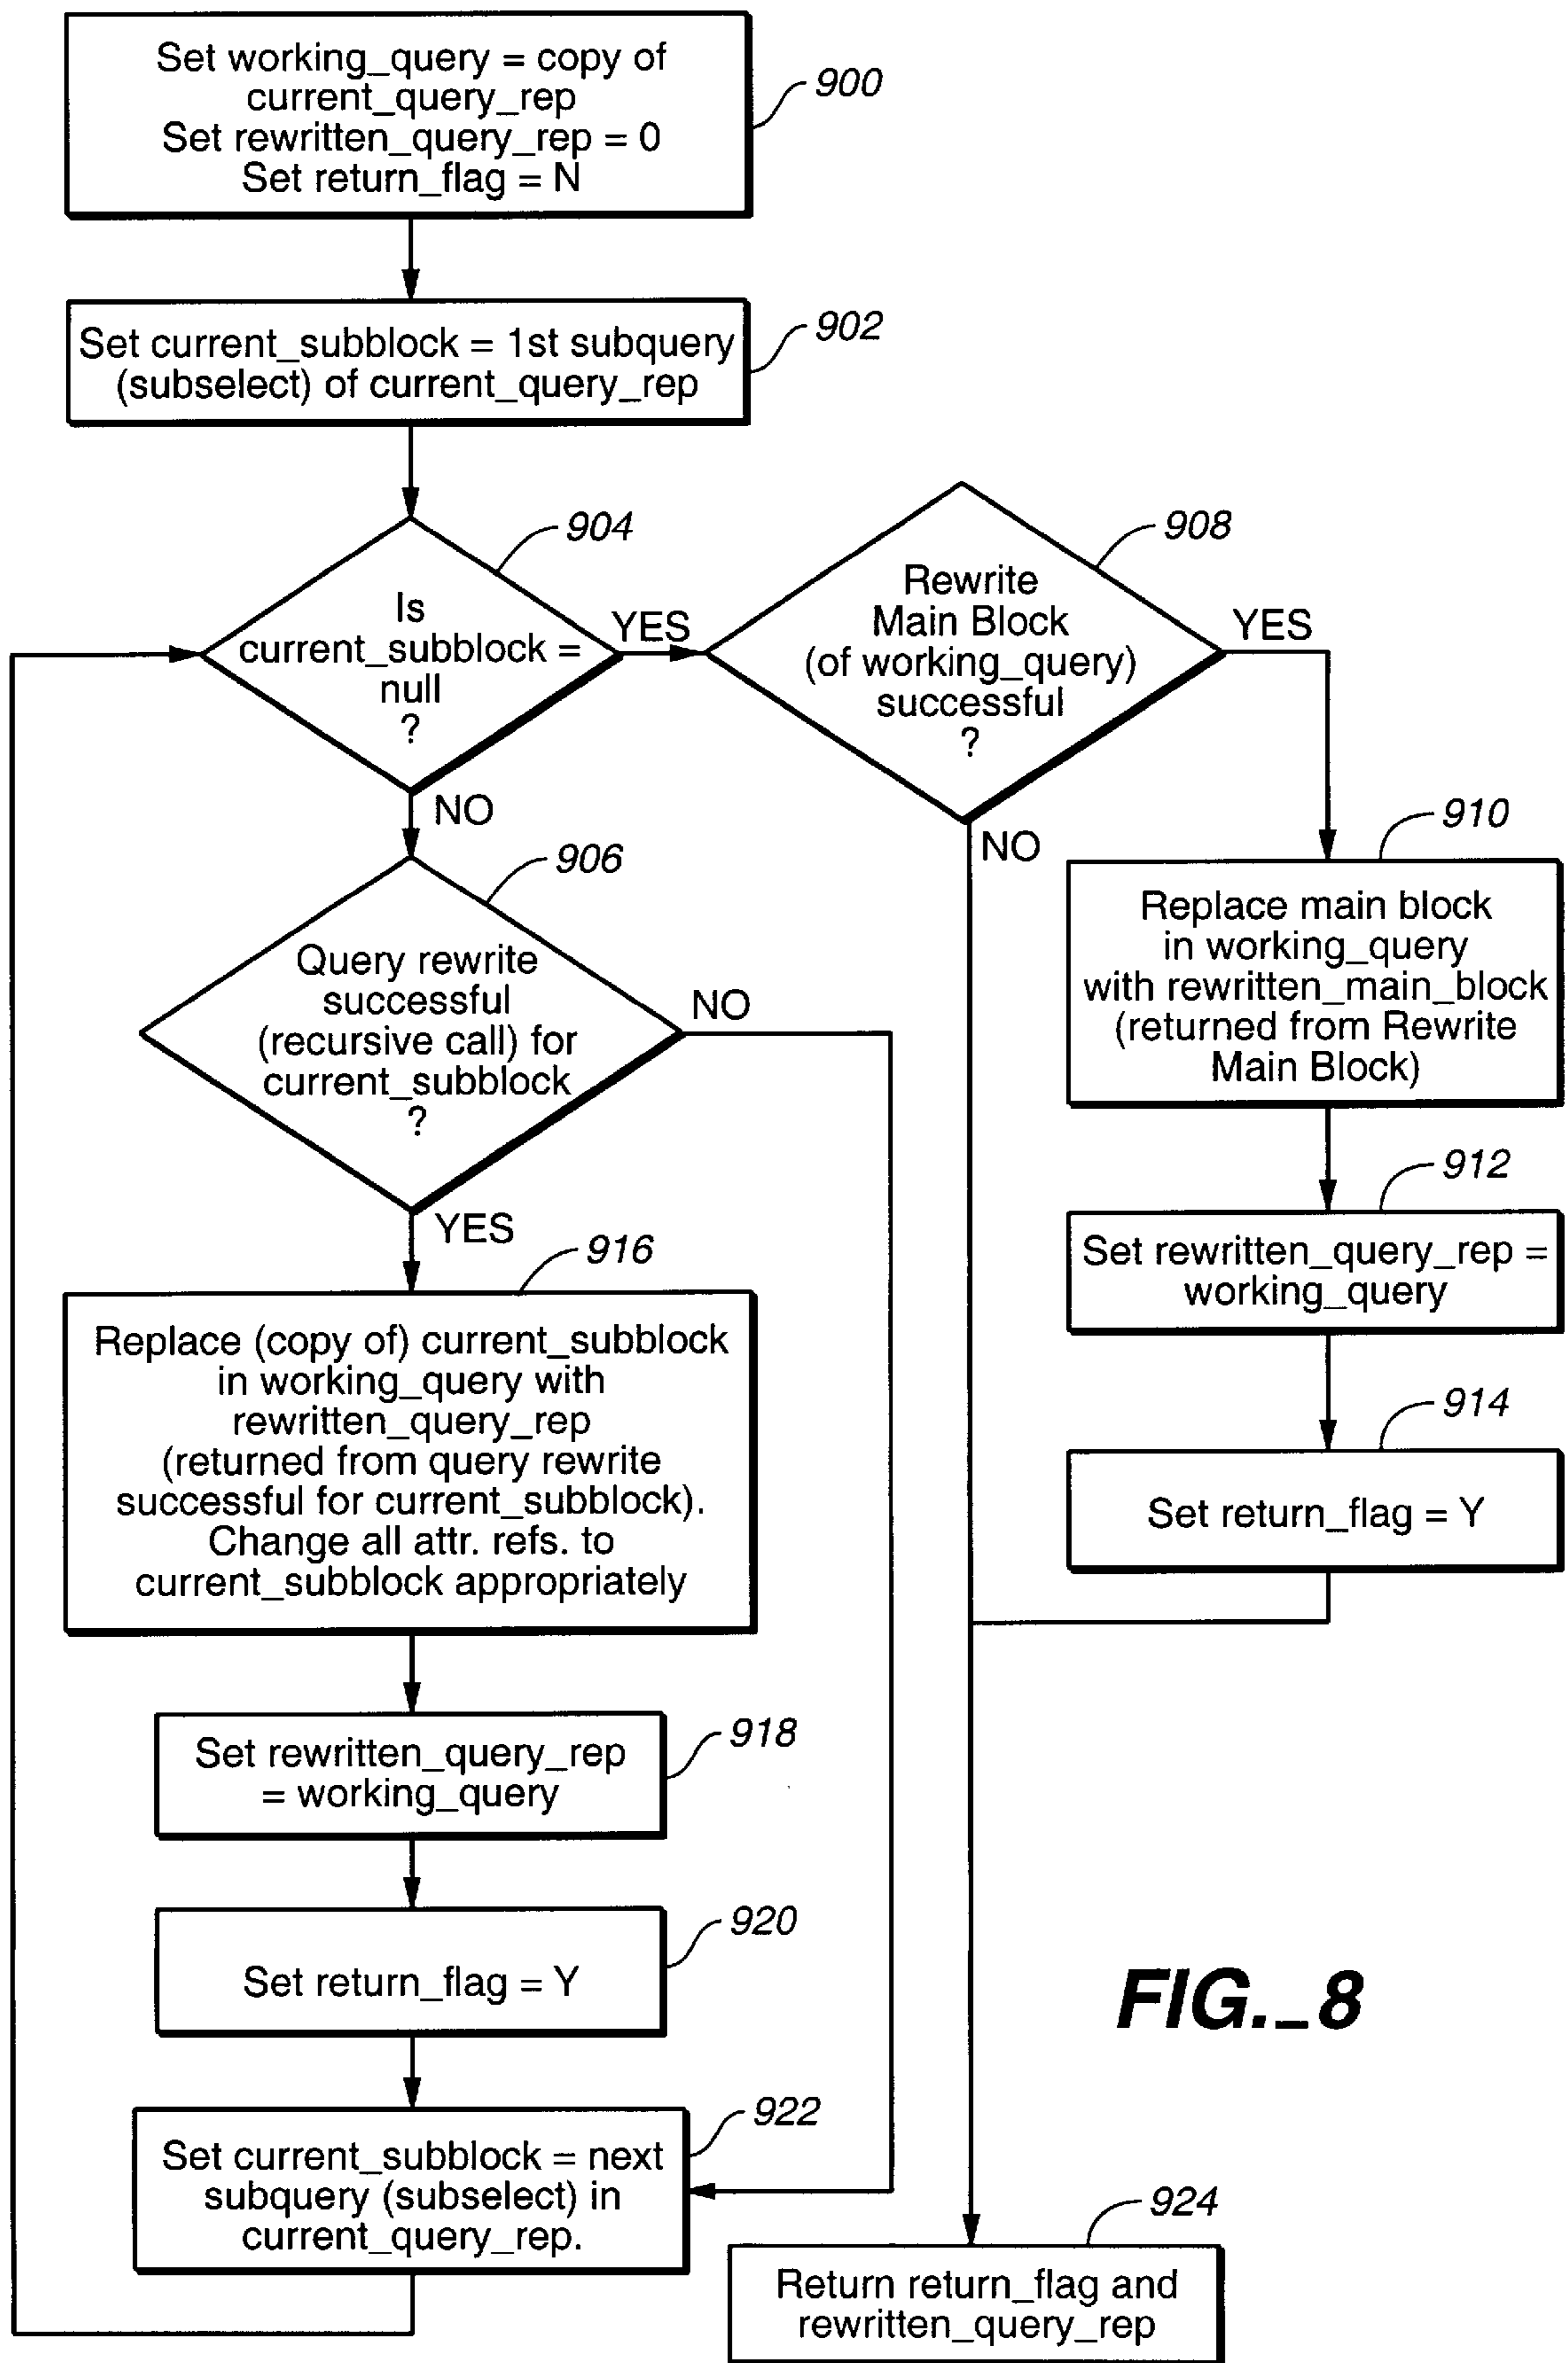 Set working_query = copy of
current_query_rep
Set rewritten_query_rep = 0
Set return_flag = N
900
Set current_subblock = 1st subquery
(subselect) of current_query_rep
902
Is
current_subblock =
null
?
904
YES
NO
Rewrite
Main Block
(of working_query)
successful
?
908
YES
NO
Query rewrite
successful
(recursive call) for
current_subblock
?
906
NO
YES
Replace main block
in working_query
with rewritten_main_block
(returned from Rewrite
Main Block)
910
Set rewritten_query_rep =
working_query
912
Set return_flag = Y
914
Replace (copy of) current_subblock
in working_query with
rewritten_query_rep
(returned from query rewrite
successful for current_subblock).
Change all attr. refs. to
current_subblock appropriately
916
Set rewritten_query_rep
= working_query
918
Set return_flag = Y
920
Set current_subblock = next
subquery (subselect) in
current_query_rep.
922
Return return_flag and
rewritten_query_rep
924
FIG._8